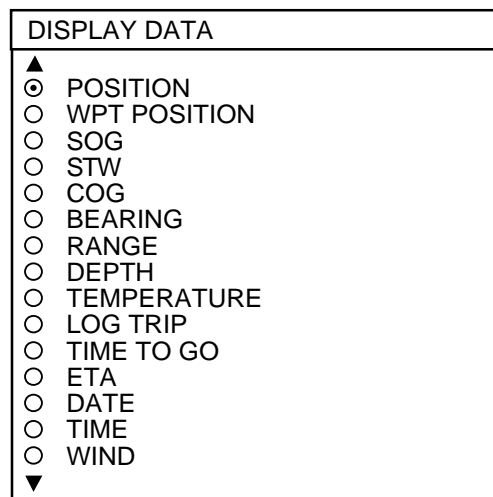 DISPLAY DATA
▲
⊙ POSITION
○ WPT POSITION
○ SOG
○ STW
○ COG
○ BEARING
○ RANGE
○ DEPTH
○ TEMPERATURE
○ LOG TRIP
○ TIME TO GO
○ ETA
○ DATE
○ TIME
○ WIND
▼